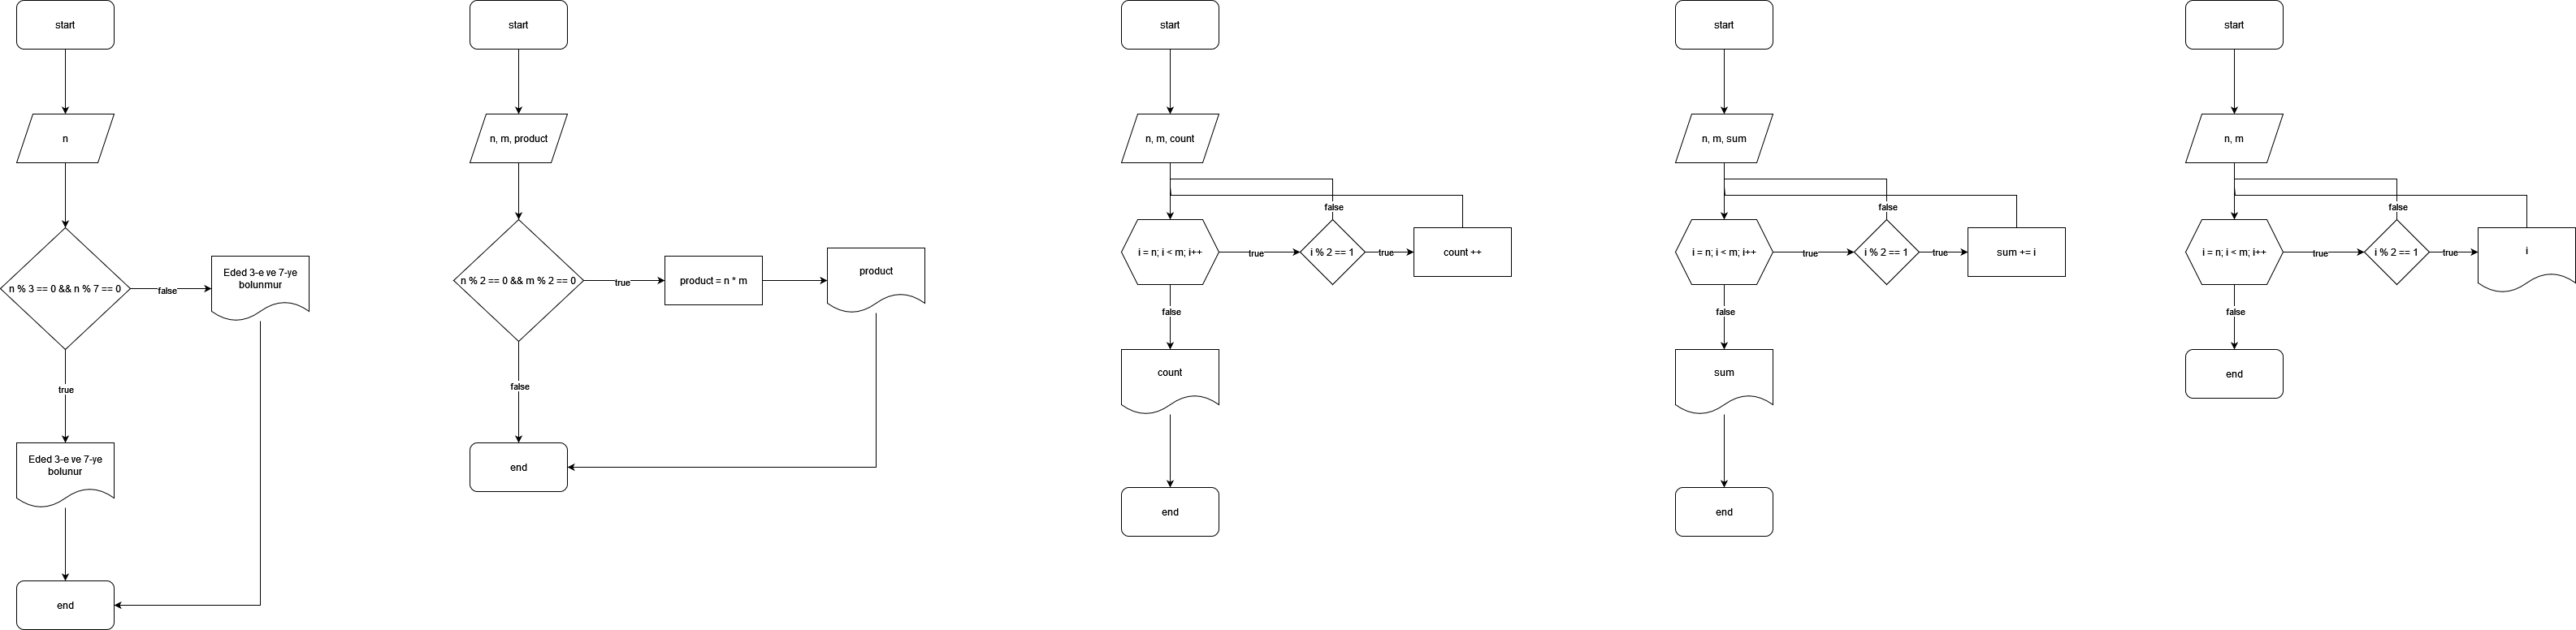 start
n
n % 3 == 0 && n % 7 == 0
false
Eded 3-e ve 7-ye
bolunmur
true
Eded 3-e ve 7-ye
bolunur
end
start
n, m, product
n % 2 == 0 && m % 2 == 0
true
product = n * m
product
false
end
start
n, m, count
i = n; i < m; i++
true
false
i % 2 == 1
true
count ++
false
count
end
start
n, m, sum
i = n; i < m; i++
true
false
i % 2 == 1
true
sum += i
false
sum
end
start
n, m
i = n; i < m; i++
true
false
i % 2 == 1
true
i
false
end